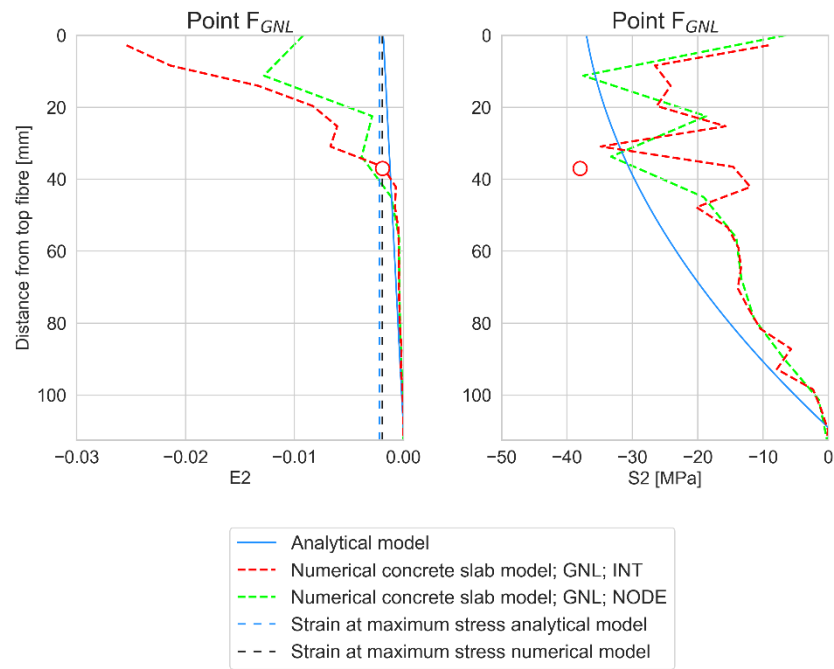 Point F_GNL
Point F_GNL
0
20
40
60
80
100
Distance from top fibre [mm]
−0.03
−0.02
−0.01
0.00
E2
0
20
40
60
80
100
−50
−40
−30
−20
−10
0
S2 [MPa]
Analytical model
Numerical concrete slab model; GNL; INT
Numerical concrete slab model; GNL; NODE
Strain at maximum stress analytical model
Strain at maximum stress numerical model